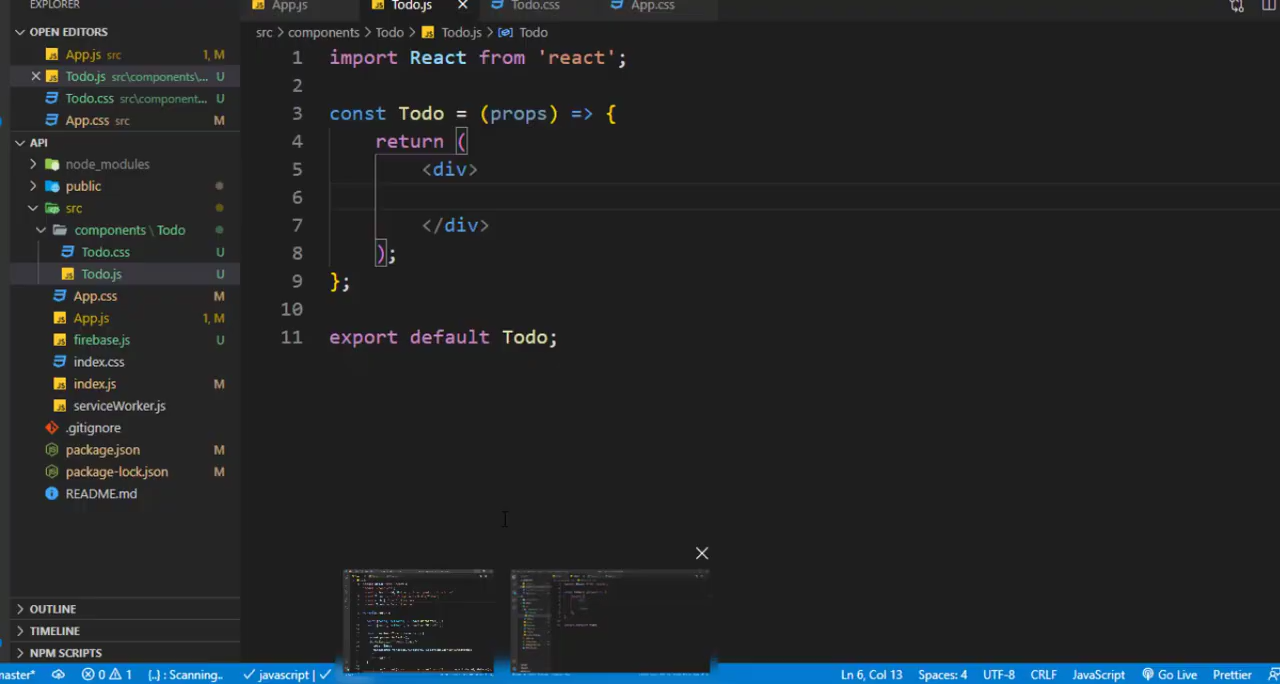 EXPLORER
App.js
Todo.js
Todo.css
App.css
OPEN EDITORS
App.js src 1, M
Todo.js src\components\... U
Todo.css src\component... U
App.css src M
API
node_modules
public
src
components \ Todo
Todo.css U
Todo.js U
App.css M
App.js 1, M
firebase.js U
index.css
index.js M
serviceWorker.js
.gitignore
package.json M
package-lock.json M
README.md
OUTLINE
TIMELINE
NPM SCRIPTS
src > components > Todo > Todo.js > Todo
1 import React from 'react';
2
3 const Todo = (props) => {
4 return (
5 <div>
6
7 </div>
8 );
9 };
10
11 export default Todo;
master* 0 1 {..} : Scanning.. javascript | Ln 6, Col 13 Spaces: 4 UTF-8 CRLF JavaScript Go Live Prettier